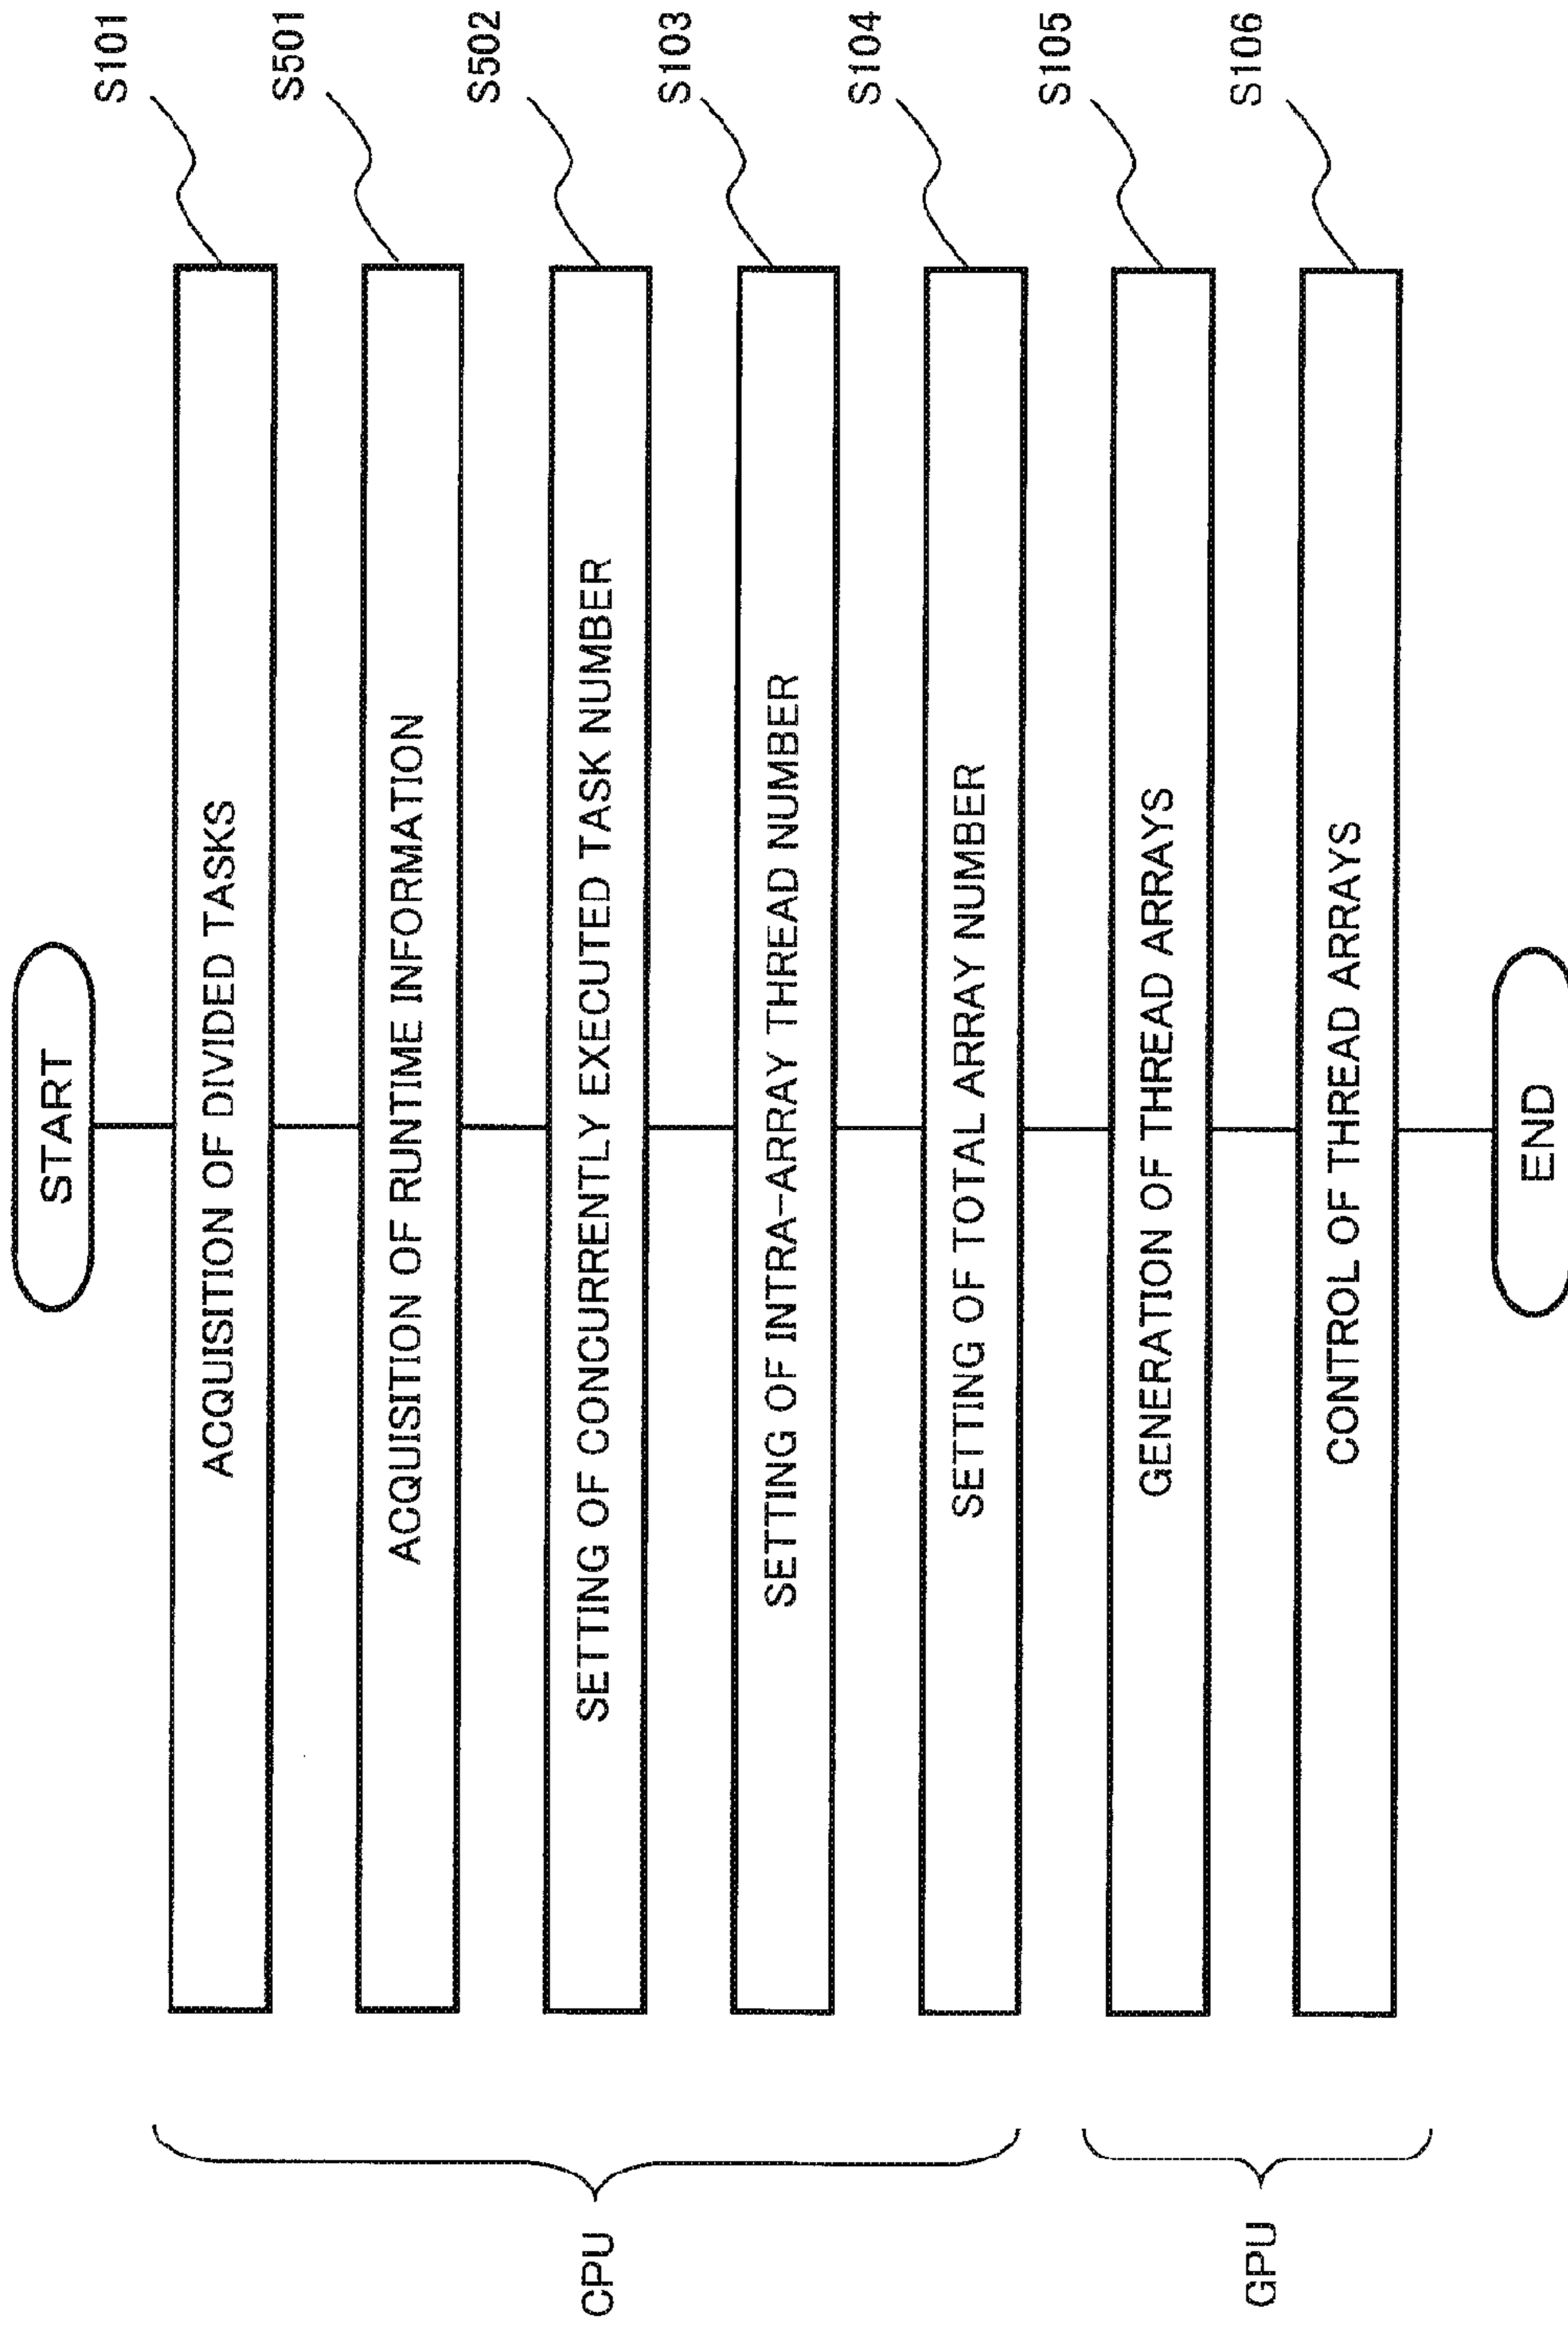 START
ACQUISITION OF DIVIDED TASKS
S101
ACQUISITION OF RUNTIME INFORMATION
S501
SETTING OF CONCURRENTLY EXECUTED TASK NUMBER
S502
SETTING OF INTRA-ARRAY THREAD NUMBER
S103
SETTING OF TOTAL ARRAY NUMBER
S104
CPU
GENERATION OF THREAD ARRAYS
S105
CONTROL OF THREAD ARRAYS
S106
GPU
END